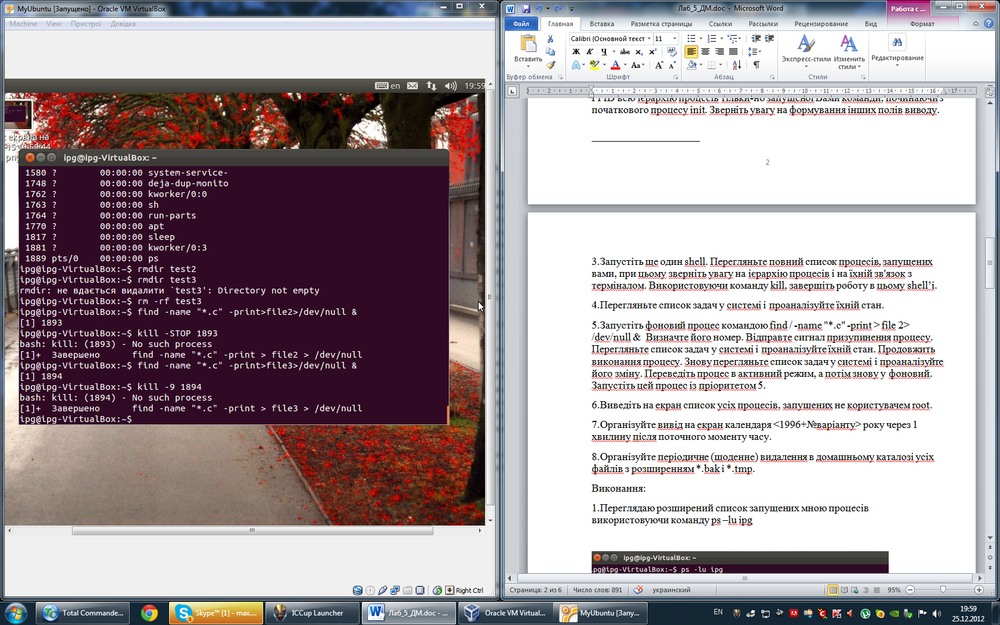 MyUbuntu [Запущено] - Oracle VM VirtualBox
Machine View Пристрої Довідка
en 19:59
к екрана на
-15 19:59:44
png
ipg@ipg-VirtualBox: ~
1580 ? 00:00:00 system-service-
1748 ? 00:00:00 deja-dup-monito
1762 ? 00:00:00 kworker/0:0
1763 ? 00:00:00 sh
1764 ? 00:00:00 run-parts
1770 ? 00:00:00 apt
1817 ? 00:00:00 sleep
1881 ? 00:00:00 kworker/0:3
1889 pts/0 00:00:00 ps
ipg@ipg-VirtualBox:~$ rmdir test2
ipg@ipg-VirtualBox:~$ rmdir test3
rmdir: не вдається видалити `test3': Directory not empty
ipg@ipg-VirtualBox:~$ rm -rf test3
ipg@ipg-VirtualBox:~$ find -name "*.c" -print>file2>/dev/null &
[1] 1893
ipg@ipg-VirtualBox:~$ kill -STOP 1893
bash: kill: (1893) - No such process
[1]+ Завершено find -name "*.c" -print > file2 > /dev/null
ipg@ipg-VirtualBox:~$ find -name "*.c" -print>file3>/dev/null &
[1] 1894
ipg@ipg-VirtualBox:~$ kill -9 1894
bash: kill: (1894) - No such process
[1]+ Завершено find -name "*.c" -print > file3 > /dev/null
ipg@ipg-VirtualBox:~$
Right Ctrl
Лаб_5_ДМ.doc - Microsoft Word
Работа с ...
Файл Главная Вставка Разметка страницы Ссылки Рассылки Рецензирование Вид Формат
Calibri (Основной текст 11
Вставить
Экспресс-стили Изменить стили Редактирование
Буфер обмена Шрифт Абзац Стили
3 2 1 1 2 3 4 5 6 7 8 9 10 11 12 13 14 15 17
PPID всю ієрархію процесів тільки-но запущеної Вами команди, починаючи з
початкового процесу init. Зверніть увагу на формування інших полів виводу.
2
3.Запустіть ще один shell. Перегляньте повний список процесів, запущених
вами, при цьому зверніть увагу на ієрархію процесів і на їхній зв'язок з
терміналом. Використовуючи команду kill, завершіть роботу в цьому shell’і.
4.Перегляньте список задач у системі і проаналізуйте їхній стан.
5.Запустіть фоновий процес командою find / -name "*.c" -print > file 2>
/dev/null & Визначте його номер. Відправте сигнал призупинення процесу.
Перегляньте список задач у системі і проаналізуйте їхній стан. Продовжить
виконання процесу. Знову перегляньте список задач у системі і проаналізуйте
його зміну. Переведіть процес в активний режим, а потім знову у фоновий.
Запустіть цей процес із пріоритетом 5.
6.Виведіть на екран список усіх процесів, запущених не користувачем root.
7.Організуйте вивід на екран календаря <1996+№варіанту> року через 1
хвилину після поточного моменту часу.
8.Організуйте періодичне (щоденне) видалення в домашньому каталозі усіх
файлів з розширенням *.bak і *.tmp.
Виконання:
1.Переглядаю розширений список запущених мною процесів
використовуючи команду ps –lu ipg
ipg@ipg-VirtualBox: ~
pg@ipg-VirtualBox:~$ ps -lu ipg
Страница: 2 из 6 Число слов: 891 украинский 95%
Total Commande... Skype™ [1] - max.... ICCup Launcher Лаб_5_ДМ.doc - ... Oracle VM Virtual... MyUbuntu [Запу...
EN 19:59
25.12.2012